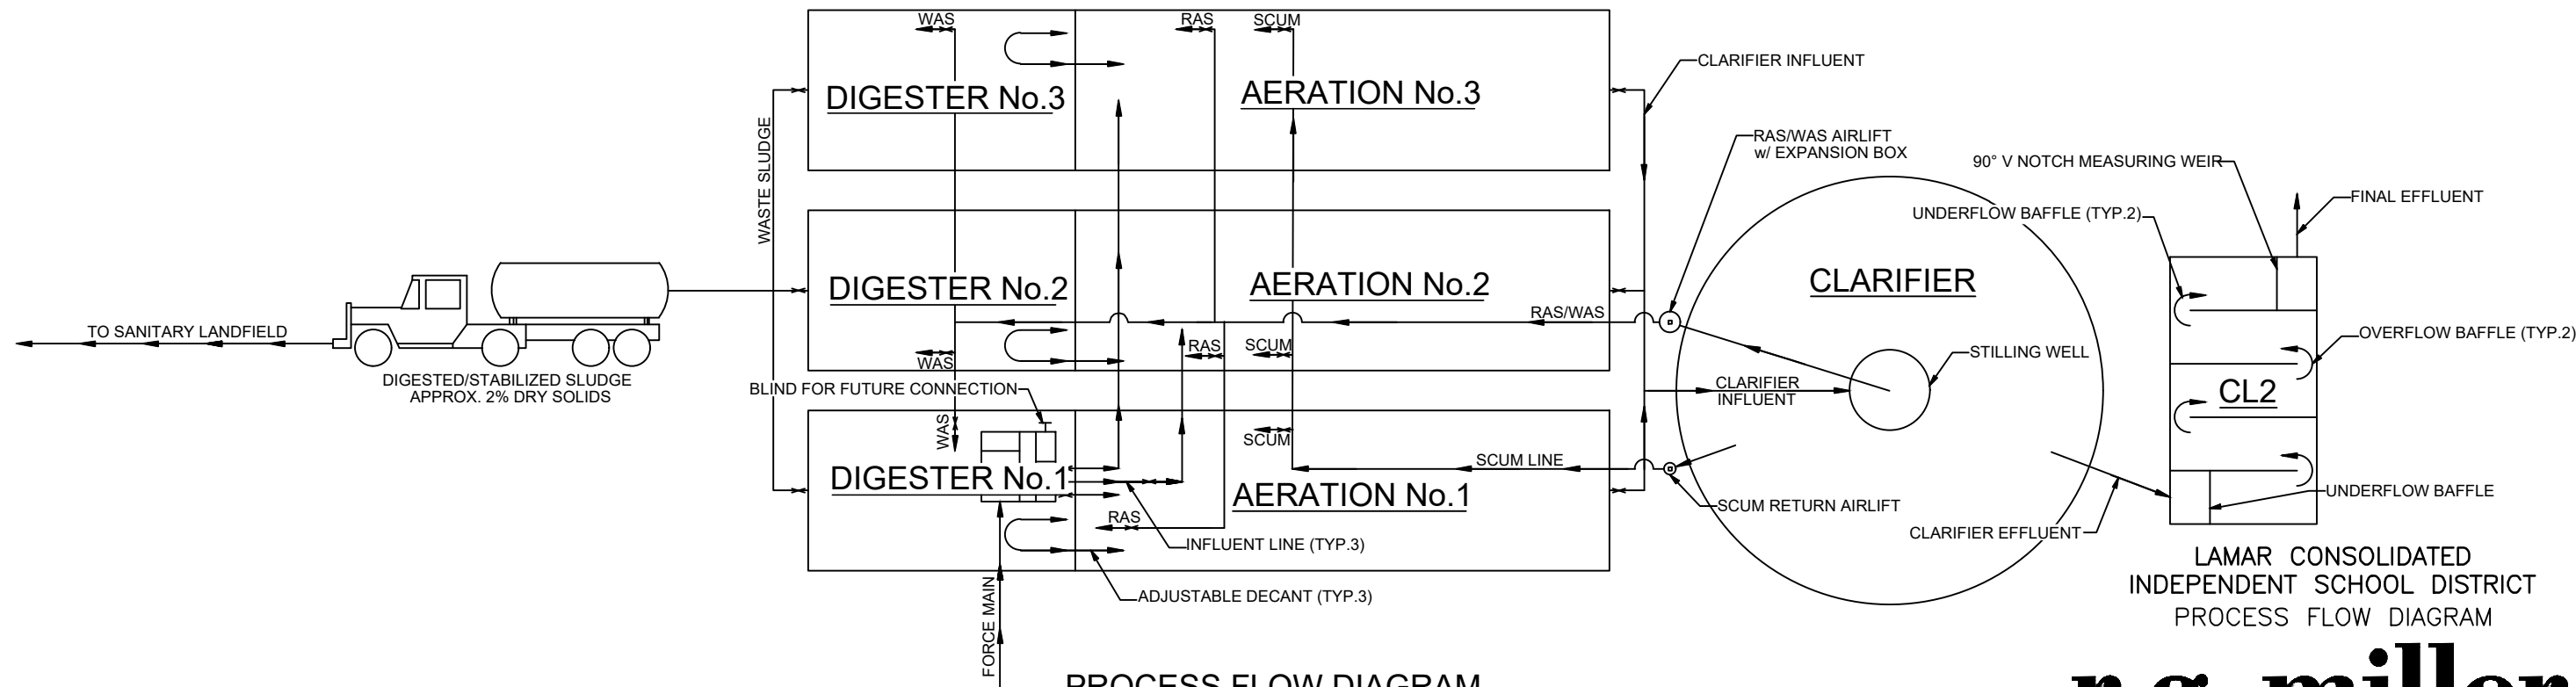 WAS
RAS
SCUM
CLARIFIER INFLUENT
DIGESTER No.3
AERATION No.3
WASTE SLUDGE
RAS/WAS AIRLIFT
w/ EXPANSION BOX
90° V NOTCH MEASURING WEIR
UNDERFLOW BAFFLE (TYP.2)
FINAL EFFLUENT
DIGESTER No.2
AERATION No.2
CLARIFIER
RAS/WAS
TO SANITARY LANDFIELD
OVERFLOW BAFFLE (TYP.2)
WAS
RAS
SCUM
STILLING WELL
DIGESTED/STABILIZED SLUDGE
APPROX. 2% DRY SOLIDS
BLIND FOR FUTURE CONNECTION
CLARIFIER
INFLUENT
CL2
WAS
SCUM
DIGESTER No.1
SCUM LINE
AERATION No.1
UNDERFLOW BAFFLE
SCUM RETURN AIRLIFT
RAS
CLARIFIER EFFLUENT
INFLUENT LINE (TYP.3)
ADJUSTABLE DECANT (TYP.3)
FORCE MAIN
LAMAR CONSOLIDATED
INDEPENDENT SCHOOL DISTRICT
PROCESS FLOW DIAGRAM
PROCESS FLOW DIAGRAM
r.g. miller